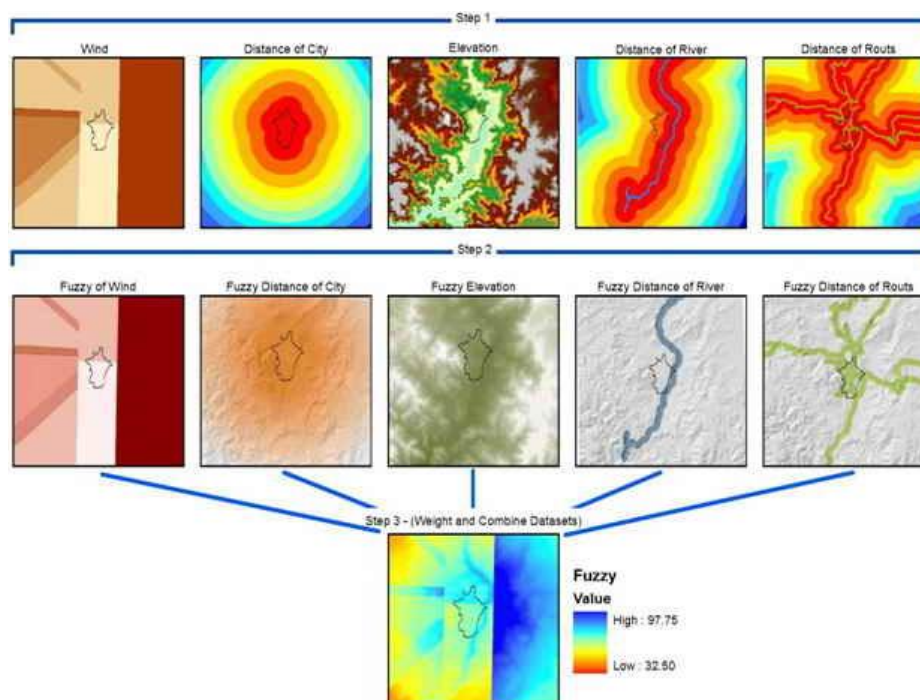 Step 1
Wind
Distance of City
Elevation
Distance of River
Distance of Routs
Step 2
Fuzzy of Wind
Fuzzy Distance of City
Fuzzy Elevation
Fuzzy Distance of River
Fuzzy Distance of Routs
Step 3 - (Weight and Combine Datasets)
Fuzzy
Value
High : 97.75
Low : 32.50